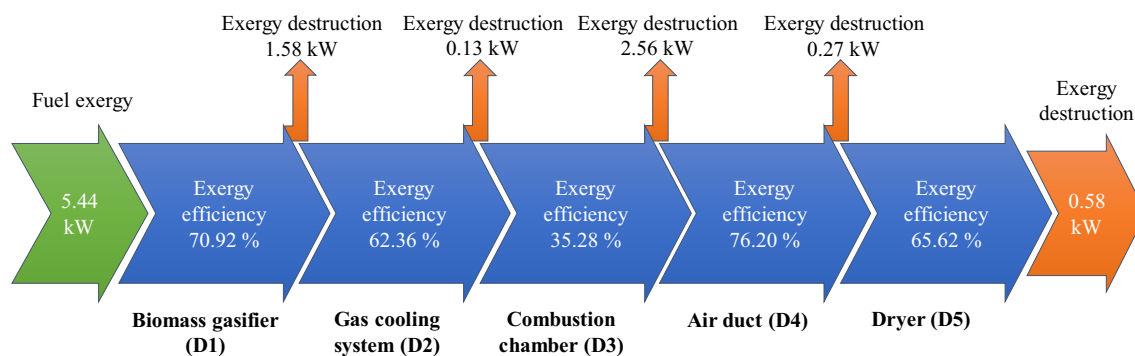 Exergy destruction
1.58 kW
Exergy destruction
0.13 kW
Exergy destruction
2.56 kW
Exergy destruction
0.27 kW
Fuel exergy
Exergy
destruction
5.44
kW
Exergy
efficiency
70.92 %
Exergy
efficiency
62.36 %
Exergy
efficiency
35.28 %
Exergy
efficiency
76.20 %
Exergy
efficiency
65.62 %
0.58
kW
Biomass gasifier
(D1)
Gas cooling
system (D2)
Combustion
chamber (D3)
Air duct (D4)
Dryer (D5)